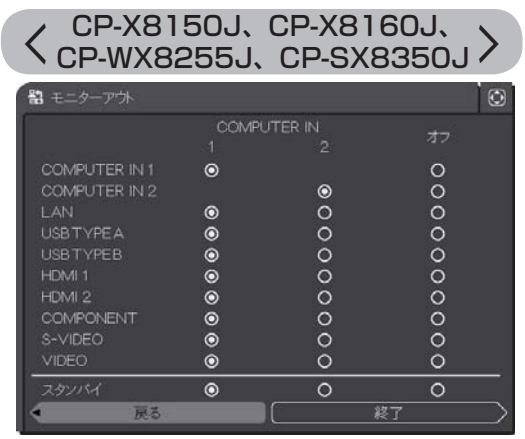 CP-X8150J、CP-X8160J、
CP-WX8255J、CP-SX8350J
モニターアウト
COMPUTER IN
オフ
1 2
COMPUTER IN 1
COMPUTER IN 2
LAN
USB TYPE A
USB TYPE B
HDMI 1
HDMI 2
COMPONENT
S-VIDEO
VIDEO
スタンバイ
戻る 終了